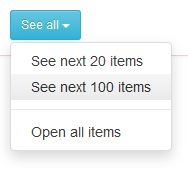 See all
See next 20 items
See next 100 items
Open all items